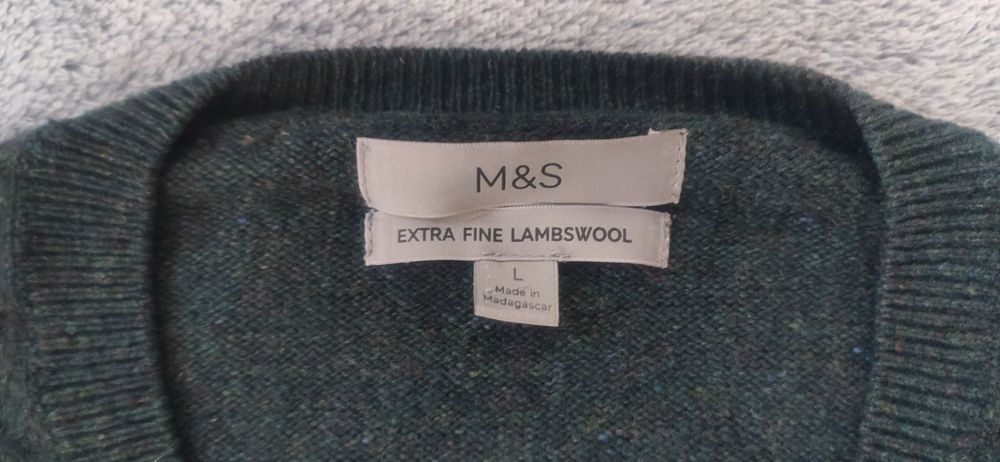 M&S
EXTRA FINE LAMBSWOOL
L
Made in
Madagascar